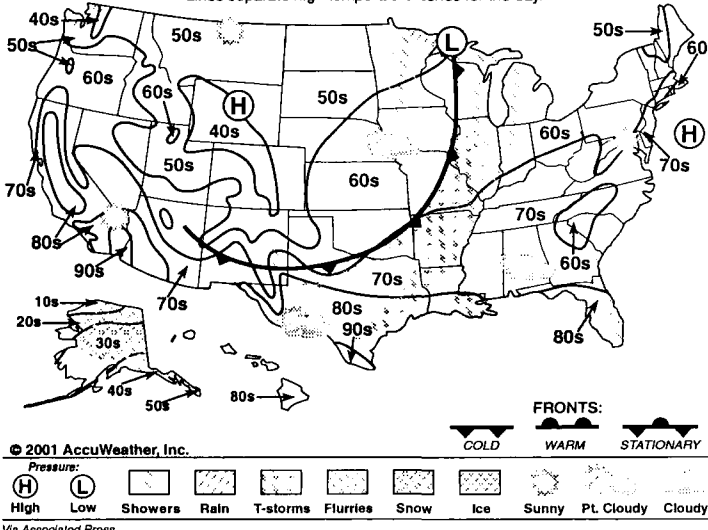 40s
50s
50s
60s
60s
H
40s
50s
L
50s
60s
H
60s
70s
50s
60s
70s
60s
70s
80s
90s
70s
70s
80s
90s
80s
10s
20s
30s
40s
50s
80s
FRONTS:
COLD WARM STATIONARY
© 2001 AccuWeather, Inc.
Pressure:
H L
High Low Showers Rain T-storms Flurries Snow Ice Sunny Pt. Cloudy Cloudy
Via Associated Press